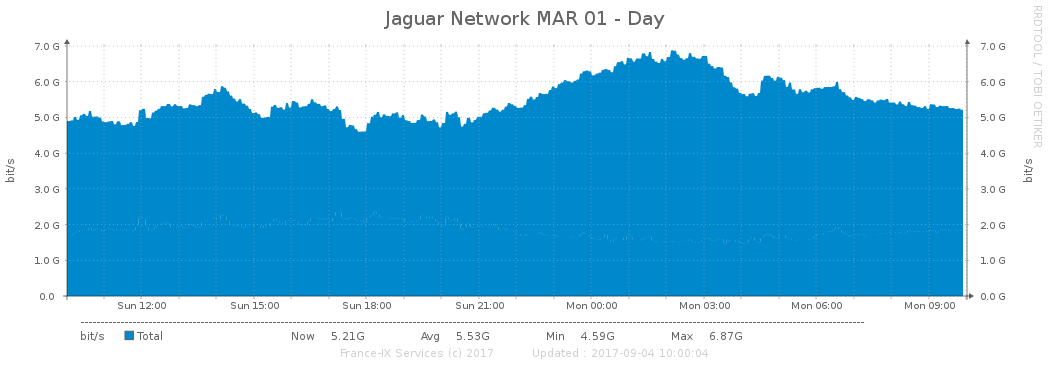 Jaguar Network MAR 01 - Day
RRDTOOL / TOBI OETIKER
7.0 G 7.0 G
6.0 G 6.0 G
5.0 G 5.0 G
4.0 G 4.0 G
3.0 G 3.0 G
2.0 G 2.0 G
1.0 G 1.0 G
0.0 0.0 G
bit/s bit/s
Sun 12:00 Sun 15:00 Sun 18:00 Sun 21:00 Mon 00:00 Mon 03:00 Mon 06:00 Mon 09:00
bit/s Total Now 5.21G Avg 5.53G Min 4.59G Max 6.87G
France-IX Services (c) 2017 Updated : 2017-09-04 10:00:04